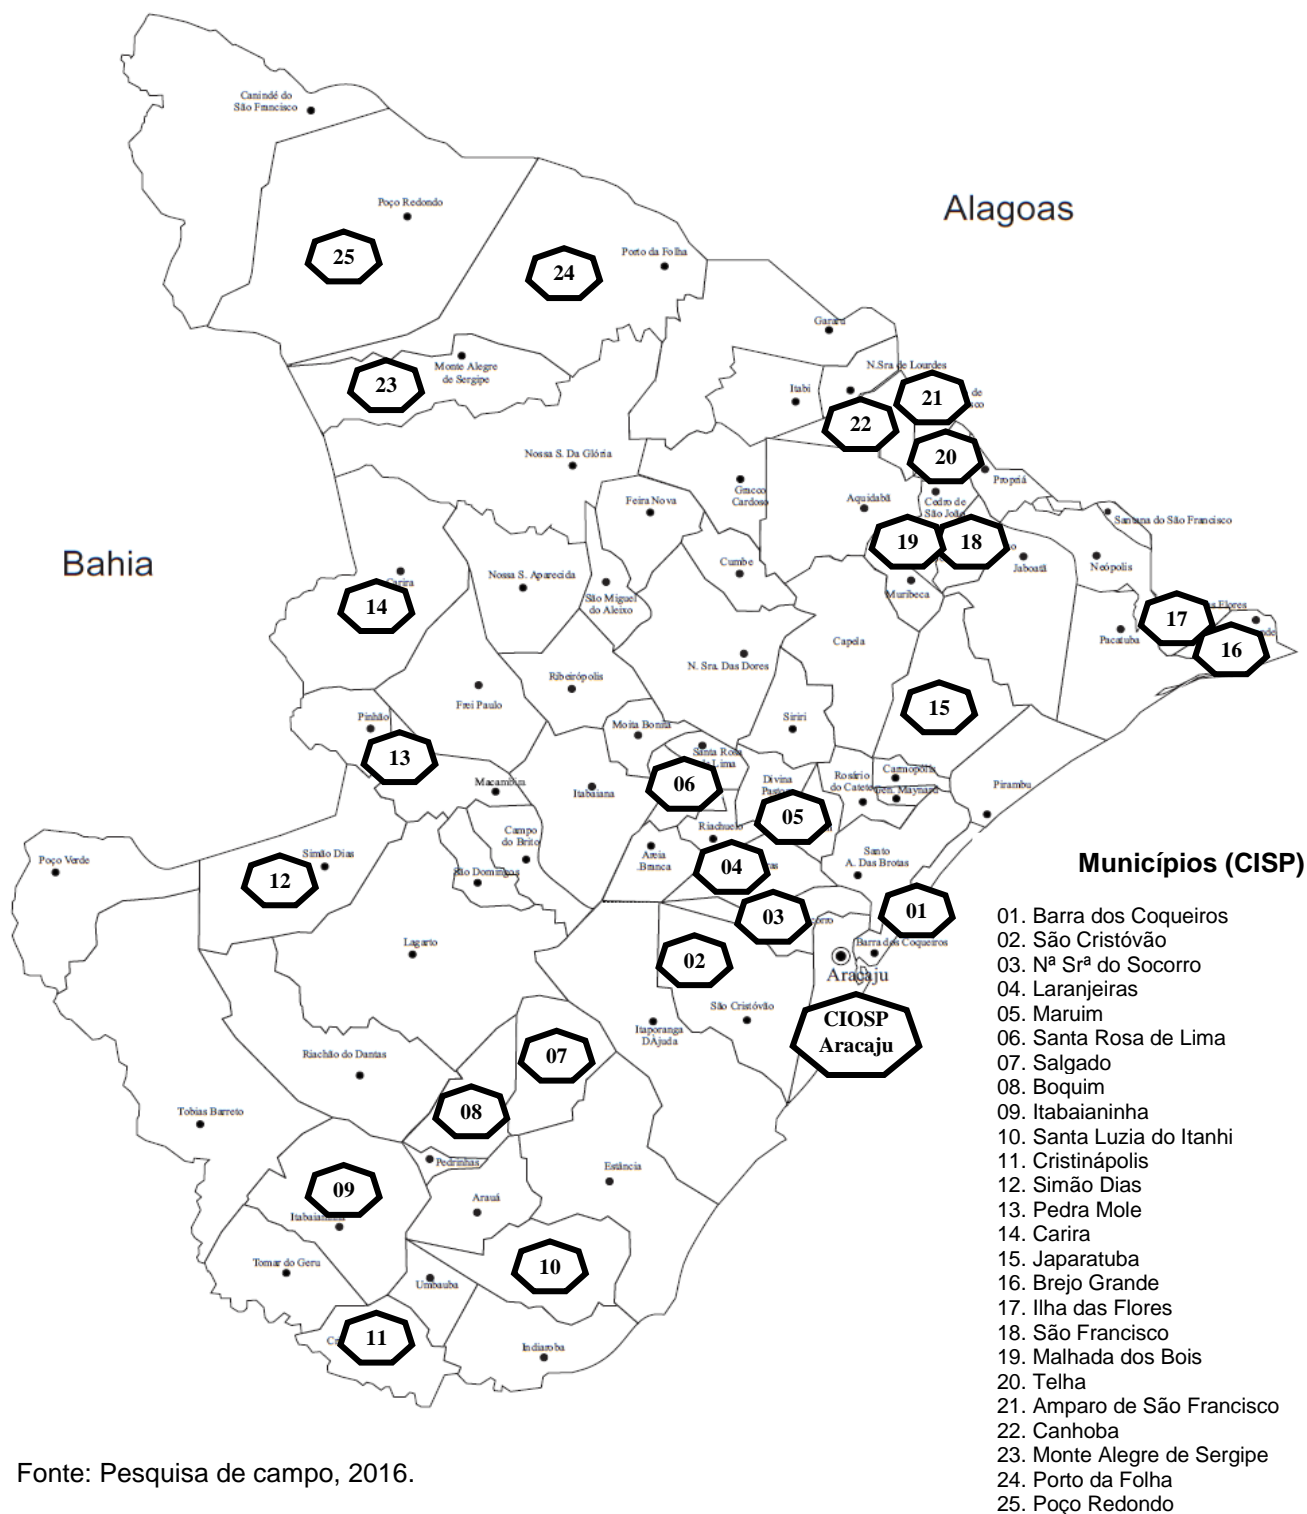 Canindé do
São Francisco
Alagoas
Poço Redondo
25
Porto da Folha
24
Gararu
Monte Alegre
de Sergipe
23
N.Sra de Lourdes
Itabi
21
de
sco
22
20
Nossa S. Da Glória
Propriá
Gracco
Cardoso
Feira Nova
Aquidabã
Cedro de
São João
Santana do São Francisco
19
18
o
Bahia
Cumbe
Jaboatã
Neópolis
Nossa S. Aparecida
Carira
São Miguel
do Aleixo
Muribeca
14
as Flores
17
nde
16
Capela
Pacatuba
N. Sra. Das Dores
Ribeirópolis
Frei Paulo
15
Pinhão
Moita Bonita
Siriri
13
Santa Rosa
de Lima
Carmopólis
Macambira
Itabaiana
06
Divina
Pastora
Rosário
do Catete
Gen. Maynard
Pirambu
05
Campo
do Brito
Riachuelo
Poço Verde
Simão Dias
Areia
Branca
Santo
A. Das Brotas
Municípios (CISP)
12
São Domingos
04
ras
03
orro
01
Lagarto
Barra dos Coqueiros
02
Aracaju
São Cristóvão
CIOSP
Aracaju
Itaporanga
DAjuda
Riachão do Dantas
07
Tobias Barreto
08
Pedrinhas
Estância
09
Arauá
Itabaianinha
Tomar do Geru
10
Umbauba
11
Indiaroba
01. Barra dos Coqueiros
02. São Cristóvão
03. Nª Srª do Socorro
04. Laranjeiras
05. Maruim
06. Santa Rosa de Lima
07. Salgado
08. Boquim
09. Itabaianinha
10. Santa Luzia do Itanhi
11. Cristinápolis
12. Simão Dias
13. Pedra Mole
14. Carira
15. Japaratuba
16. Brejo Grande
17. Ilha das Flores
18. São Francisco
19. Malhada dos Bois
20. Telha
21. Amparo de São Francisco
22. Canhoba
23. Monte Alegre de Sergipe
24. Porto da Folha
25. Poço Redondo
Fonte: Pesquisa de campo, 2016.